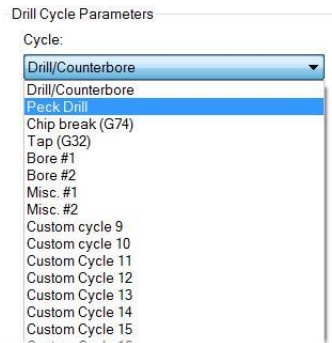 Drill Cycle Parameters
Cycle:
Drill/Counterbore
Drill/Counterbore
Peck Drill
Chip break (G74)
Tap (G32)
Bore #1
Bore #2
Misc. #1
Misc. #2
Custom cycle 9
Custom cycle 10
Custom Cycle 11
Custom Cycle 12
Custom Cycle 13
Custom Cycle 14
Custom Cycle 15